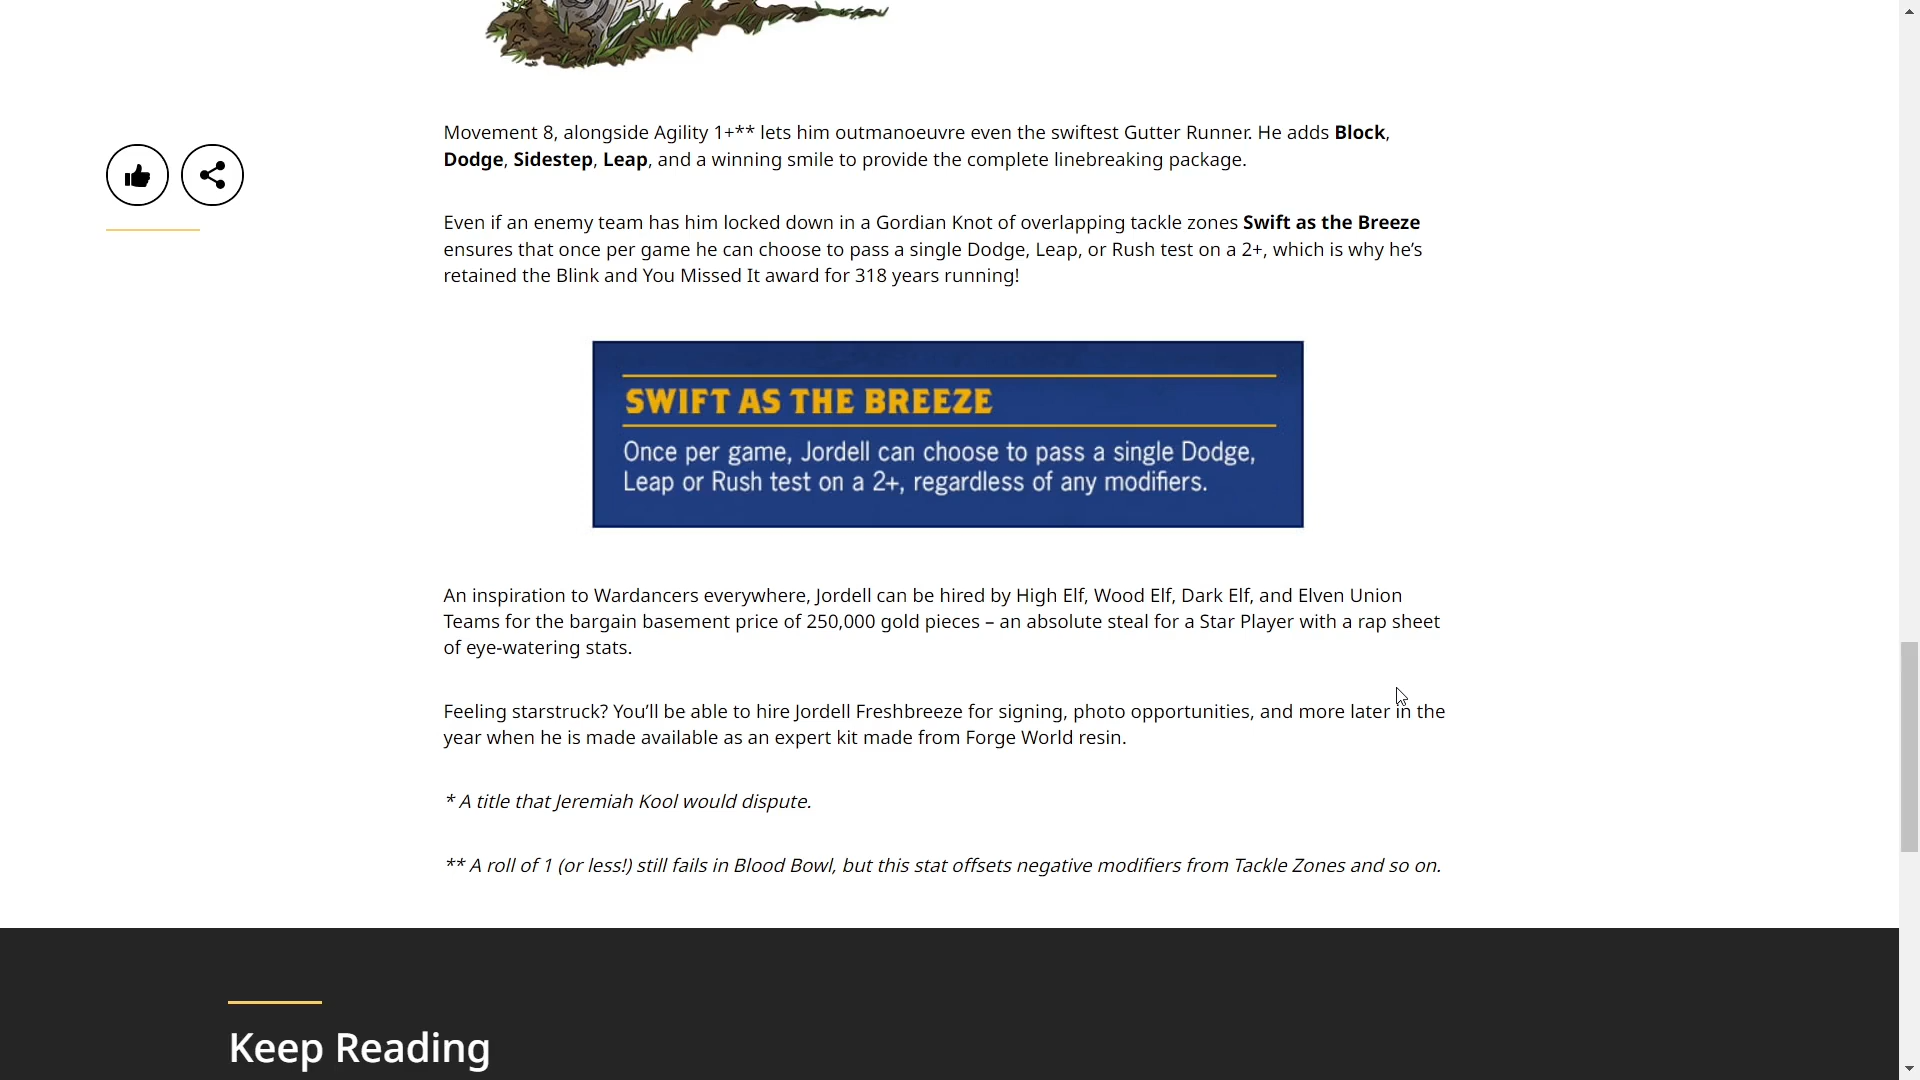 Movement 8, alongside Agility 1+** lets him outmanoeuvre even the swiftest Gutter Runner. He adds Block,
Dodge, Sidestep, Leap, and a winning smile to provide the complete linebreaking package.
Even if an enemy team has him locked down in a Gordian Knot of overlapping tackle zones Swift as the Breeze
ensures that once per game he can choose to pass a single Dodge, Leap, or Rush test on a 2+, which is why he’s
retained the Blink and You Missed It award for 318 years running!
SWIFT AS THE BREEZE
Once per game, Jordell can choose to pass a single Dodge,
Leap or Rush test on a 2+, regardless of any modifiers.
An inspiration to Wardancers everywhere, Jordell can be hired by High Elf, Wood Elf, Dark Elf, and Elven Union
Teams for the bargain basement price of 250,000 gold pieces – an absolute steal for a Star Player with a rap sheet
of eye-watering stats.
Feeling starstruck? You’ll be able to hire Jordell Freshbreeze for signing, photo opportunities, and more later in the
year when he is made available as an expert kit made from Forge World resin.
* A title that Jeremiah Kool would dispute.
** A roll of 1 (or less!) still fails in Blood Bowl, but this stat offsets negative modifiers from Tackle Zones and so on.
Keep Reading